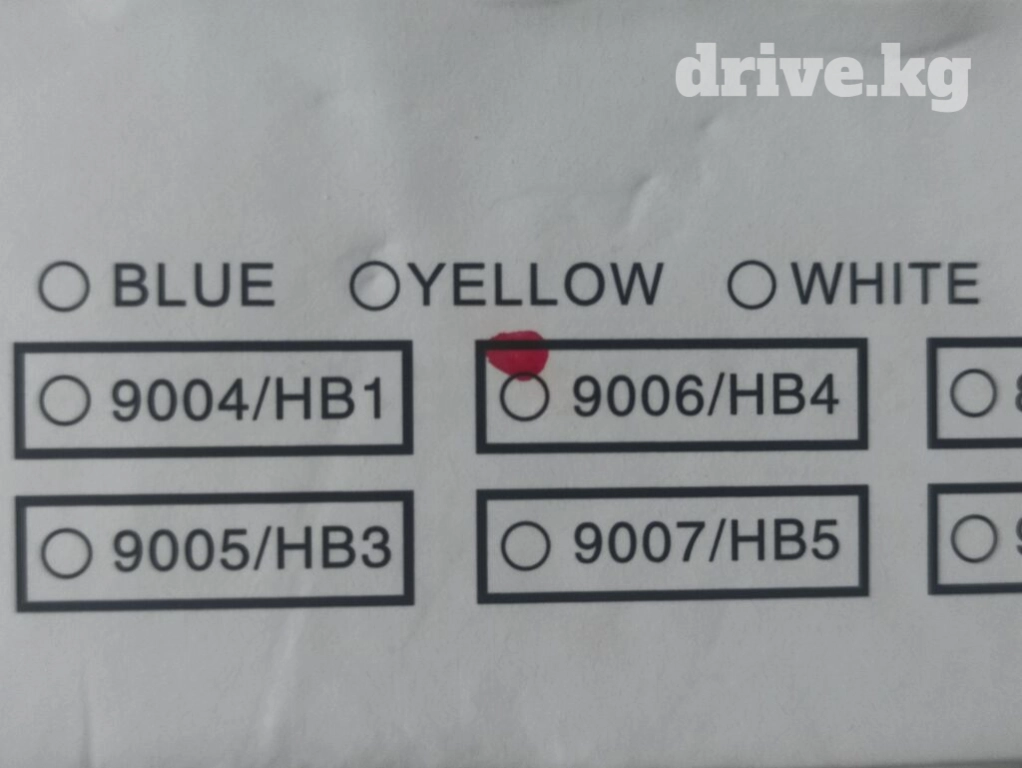 drive.kg
BLUE YELLOW WHITE
9004/HB1 9006/HB4
9005/HB3 9007/HB5